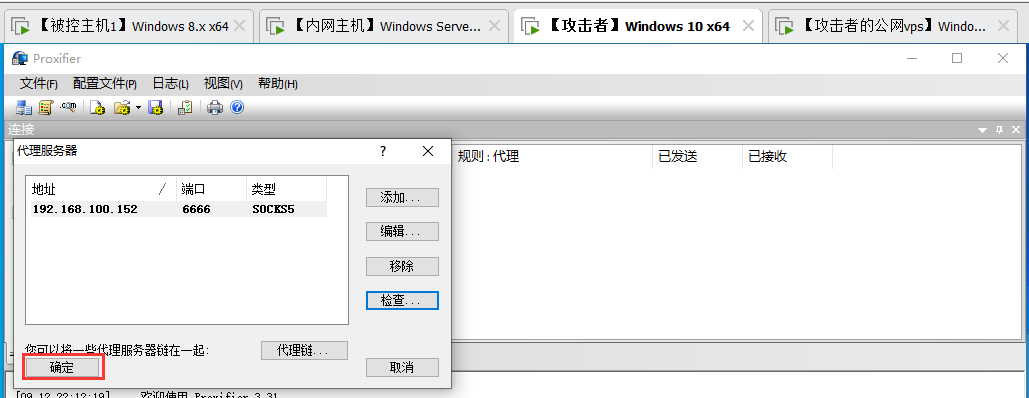 【被控主机1】Windows 8.x x64
【内网主机】Windows Serve...
【攻击者】Windows 10 x64
【攻击者的公网vps】Windo...
Proxifier
文件(F) 配置文件(P) 日志(L) 视图(V) 帮助(H)
连接
代理服务器
规则:代理 已发送 已接收
地址 / 端口 类型
192.168.100.152 6666 SOCKS5
添加...
编辑...
移除
检查...
您可以将一些代理服务器链在一起:
代理链...
确定
取消
[09.12 22:12:19] 欢迎使用 Proxifier 3.31